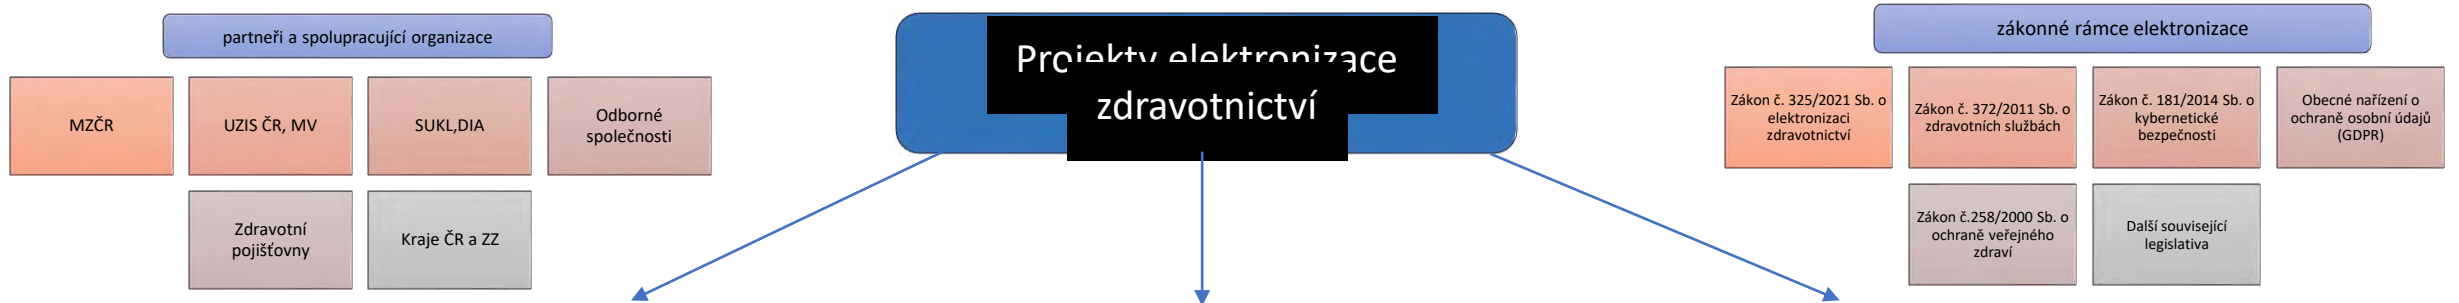 partneři a spolupracující organizace
MZČR
UZIS ČR, MV
SUKL,DIA
Odborné
společnosti
Zdravotní
pojišťovny
Kraje ČR a ZZ
Projekty elektronizace
zdravotnictví
zákonné rámce elektronizace
Zákon č. 325/2021 Sb. o
elektronizaci
zdravotnictví
Zákon č. 372/2011 Sb. o
zdravotních službách
Zákon č. 181/2014 Sb. o
kybernetické
bezpečnosti
Obecné nařízení o
ochraně osobní údajů
(GDPR)
Zákon č.258/2000 Sb. o
ochraně veřejného
zdraví
Další související
legislativa